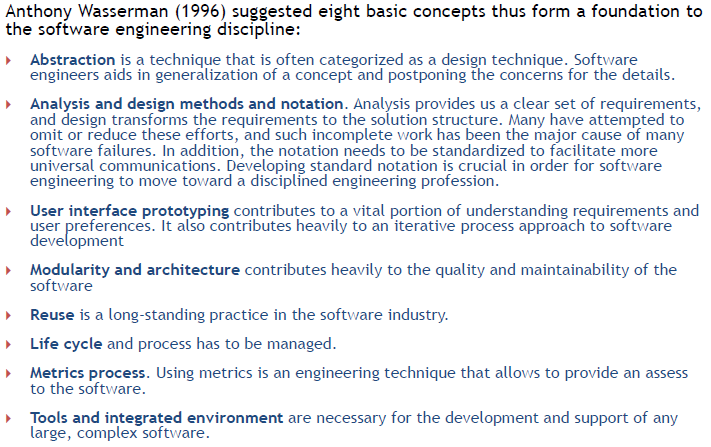 Anthony Wasserman (1996) suggested eight basic concepts thus form a foundation to
the software engineering discipline:
Abstraction is a technique that is often categorized as a design technique. Software
engineers aids in generalization of a concept and postponing the concerns for the details.
Analysis and design methods and notation. Analysis provides us a clear set of requirements,
and design transforms the requirements to the solution structure. Many have attempted to
omit or reduce these efforts, and such incomplete work has been the major cause of many
software failures. In addition, the notation needs to be standardized to facilitate more
universal communications. Developing standard notation is crucial in order for software
engineering to move toward a disciplined engineering profession.
User interface prototyping contributes to a vital portion of understanding requirements and
user preferences. It also contributes heavily to an iterative process approach to software
development
Modularity and architecture contributes heavily to the quality and maintainability of the
software
Reuse is a long-standing practice in the software industry.
Life cycle and process has to be managed.
Metrics process. Using metrics is an engineering technique that allows to provide an assess
to the software.
Tools and integrated environment are necessary for the development and support of any
large, complex software.